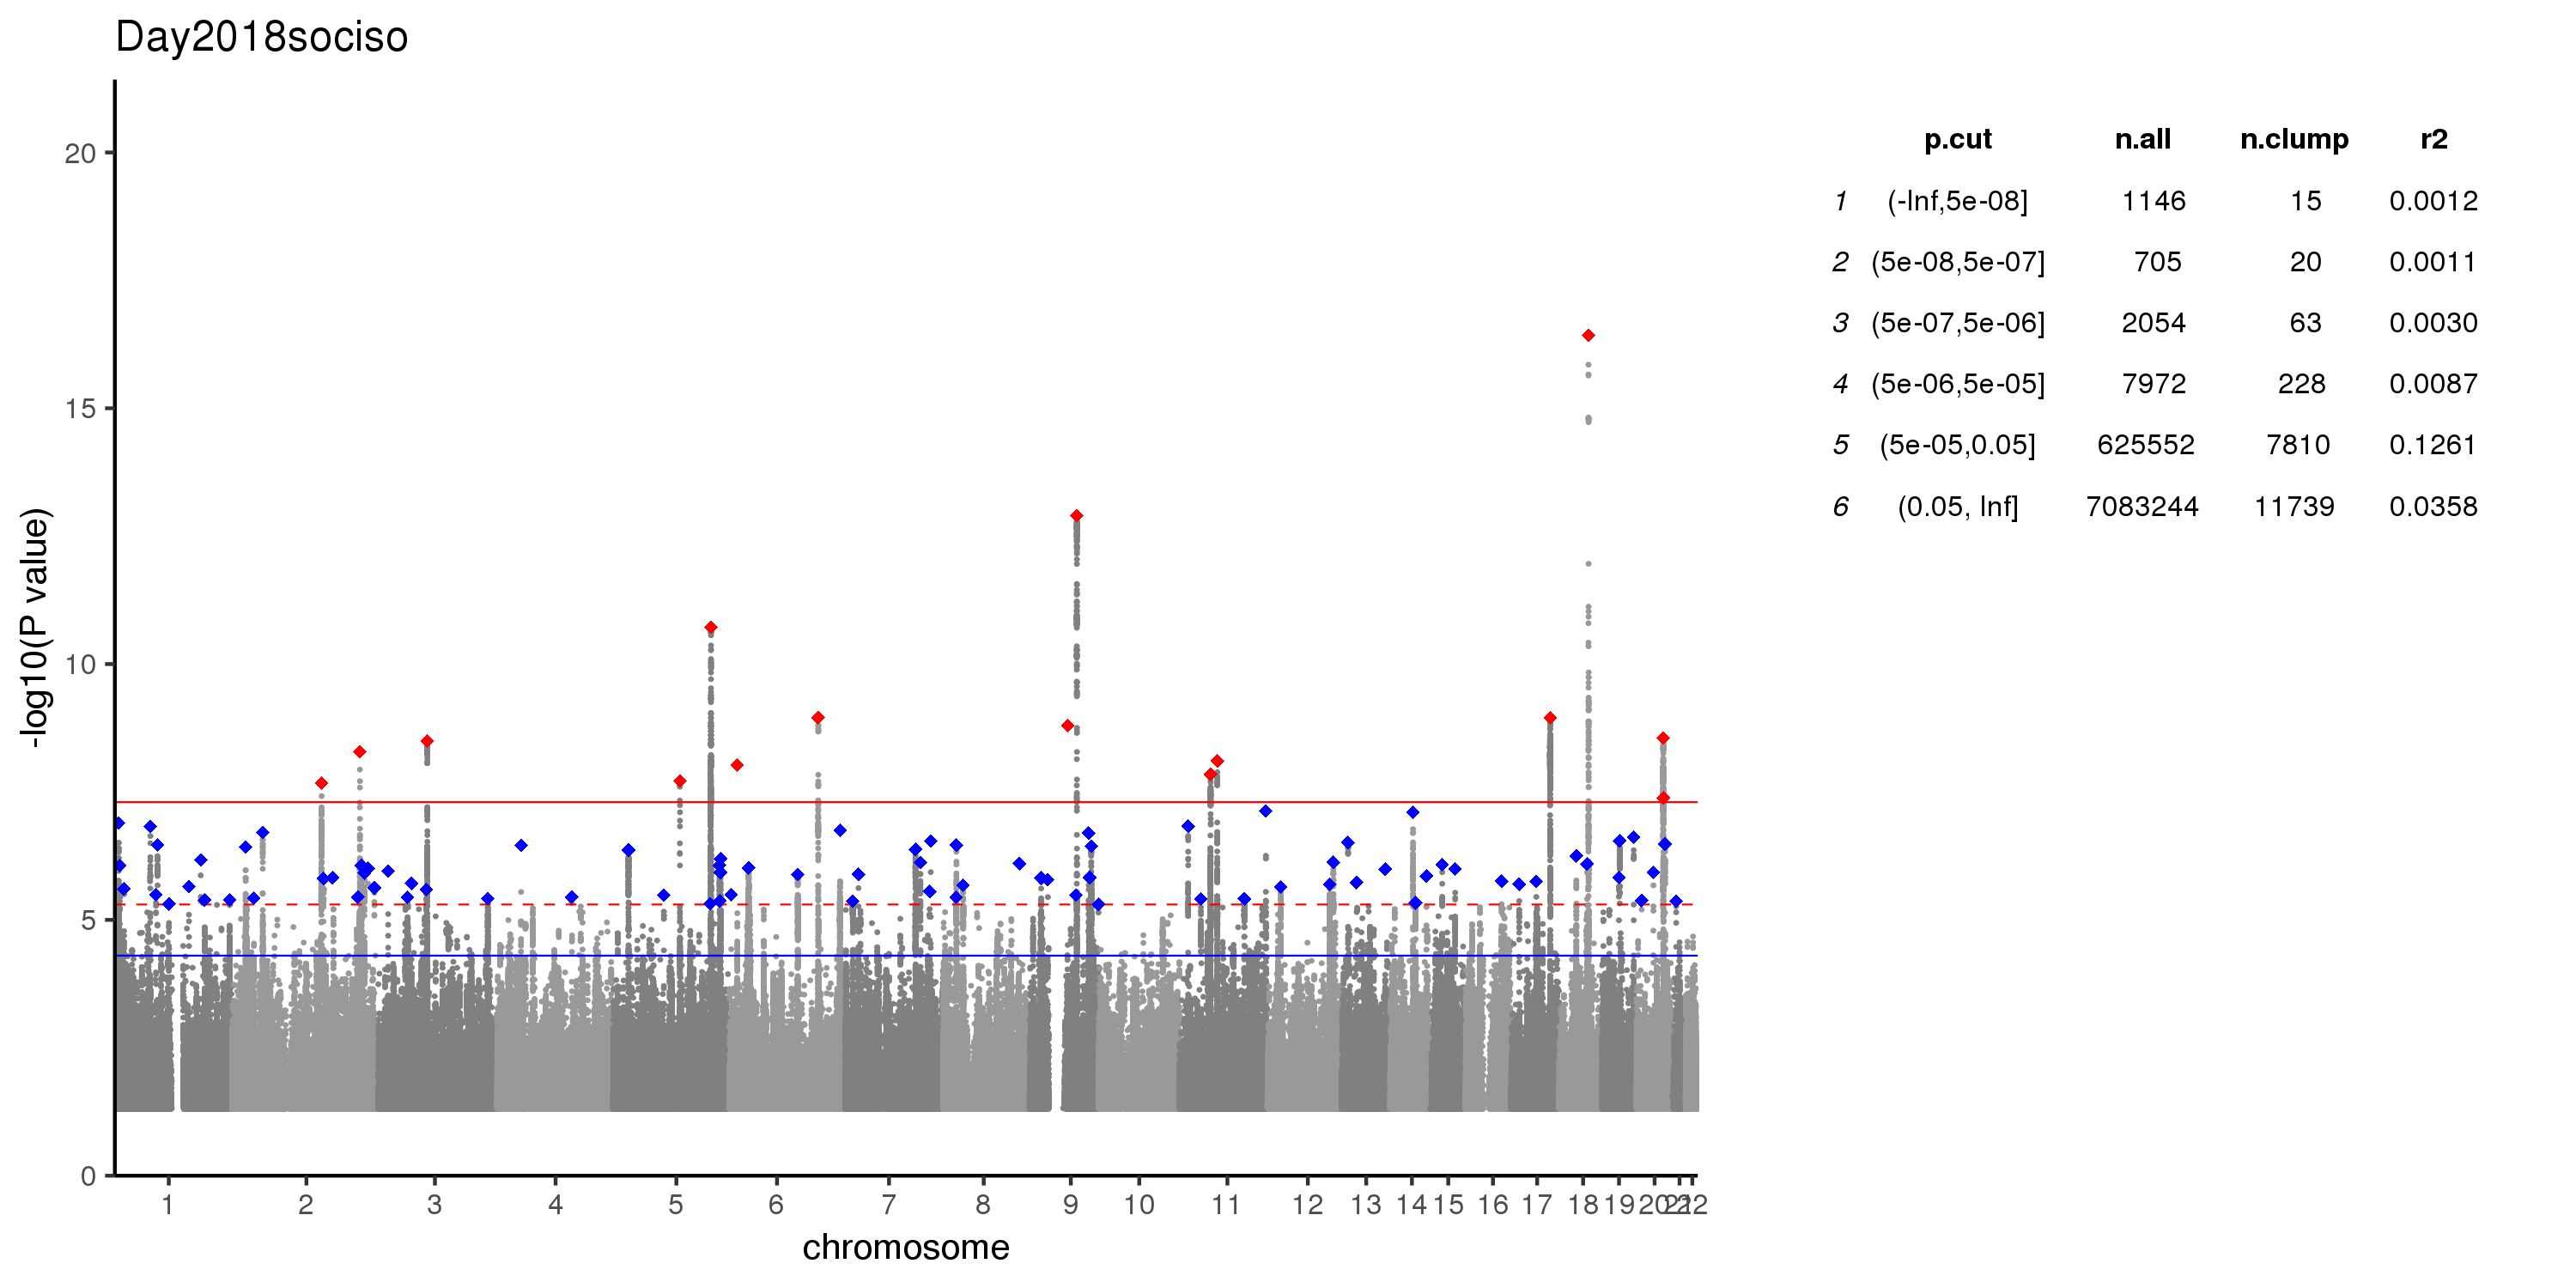 Day2018sociso
20
15
10
5
0
-log10(P value)
1 2 3 4 5 6 7 8 9 10 11 12 13 14 15 16 17 18 19 20 21 22
chromosome
p.cut n.all n.clump r2
1 (-Inf,5e-08] 1146 15 0.0012
2 (5e-08,5e-07] 705 20 0.0011
3 (5e-07,5e-06] 2054 63 0.0030
4 (5e-06,5e-05] 7972 228 0.0087
5 (5e-05,0.05] 625552 7810 0.1261
6 (0.05, Inf] 7083244 11739 0.0358